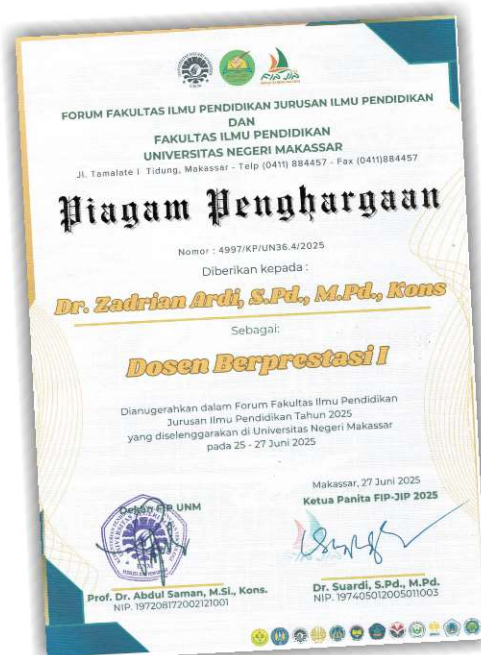 FORUM FAKULTAS ILMU PENDIDIKAN JURUSAN ILMU PENDIDIKAN
DAN
FAKULTAS ILMU PENDIDIKAN
UNIVERSITAS NEGERI MAKASSAR
Jl. Tamalate I Tidung, Makassar - Telp (0411) 884457 - Fax (0411)884457
Piagam Penghargaan
Nomor : 4997/KP/UN36.4/2025
Diberikan kepada :
Dr. Zadrian Ardi, S.Pd., M.Pd., Kons
Sebagai:
Dosen Berprestasi I
Dianugerahkan dalam Forum Fakultas Ilmu Pendidikan
Jurusan Ilmu Pendidikan Tahun 2025
yang diselenggarakan di Universitas Negeri Makassar
pada 25 - 27 Juni 2025
Makassar, 27 Juni 2025
Dekan FIP UNM
Ketua Panita FIP-JIP 2025
Prof. Dr. Abdul Saman, M.Si., Kons.
NIP. 197208172002121001
Dr. Suardi, S.Pd., M.Pd.
NIP. 197405012005011003